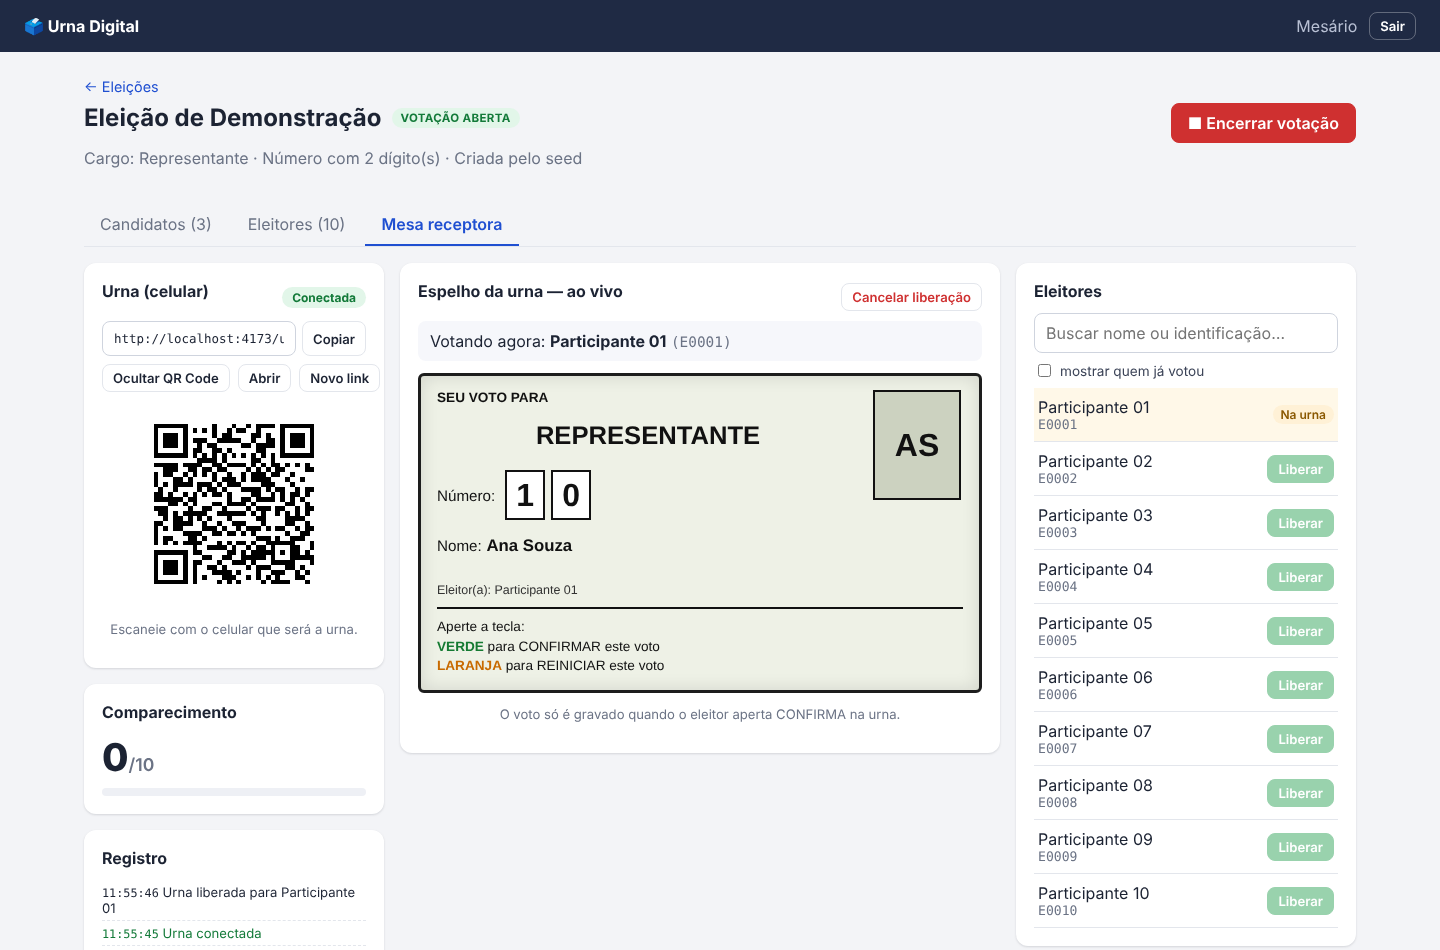 Urna Digital
Mesário
Sair
← Eleições
Eleição de Demonstração
VOTAÇÃO ABERTA
Encerrar votação
Cargo: Representante · Número com 2 dígito(s) · Criada pelo seed
Candidatos (3)
Eleitores (10)
Mesa receptora
Urna (celular)
Conectada
http://localhost:4173/u
Copiar
Ocultar QR Code
Abrir
Novo link
Escaneie com o celular que será a urna.
Comparecimento
0/10
Registro
11:55:46 Urna liberada para Participante
01
11:55:45 Urna conectada
Espelho da urna — ao vivo
Cancelar liberação
Votando agora: Participante 01 (E0001)
SEU VOTO PARA
REPRESENTANTE
AS
Número: 1 0
Nome: Ana Souza
Eleitor(a): Participante 01
Aperte a tecla:
VERDE para CONFIRMAR este voto
LARANJA para REINICIAR este voto
O voto só é gravado quando o eleitor aperta CONFIRMA na urna.
Eleitores
Buscar nome ou identificação...
mostrar quem já votou
Participante 01
E0001
Na urna
Participante 02
E0002
Liberar
Participante 03
E0003
Liberar
Participante 04
E0004
Liberar
Participante 05
E0005
Liberar
Participante 06
E0006
Liberar
Participante 07
E0007
Liberar
Participante 08
E0008
Liberar
Participante 09
E0009
Liberar
Participante 10
E0010
Liberar